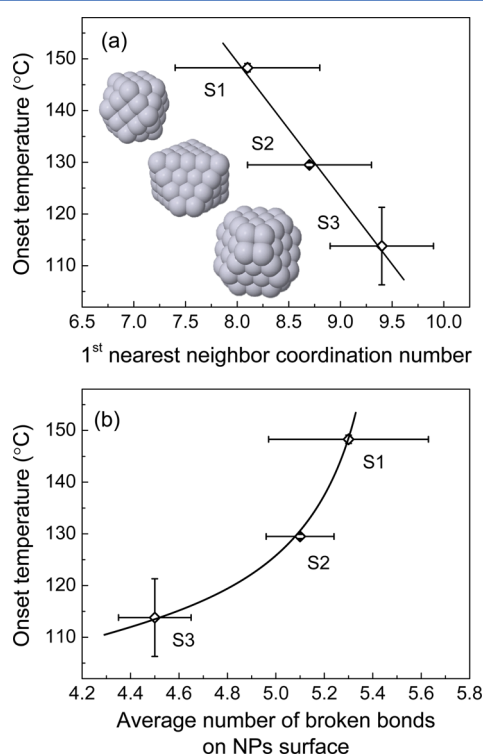 (a)
150
140
130
120
110
Onset temperature (°C)
S1
S2
S3
6.5 7.0 7.5 8.0 8.5 9.0 9.5 10.0
1st nearest neighbor coordination number
(b)
150
140
130
120
110
Onset temperature (°C)
S1
S2
S3
4.2 4.4 4.6 4.8 5.0 5.2 5.4 5.6 5.8
Average number of broken bonds
on NPs surface